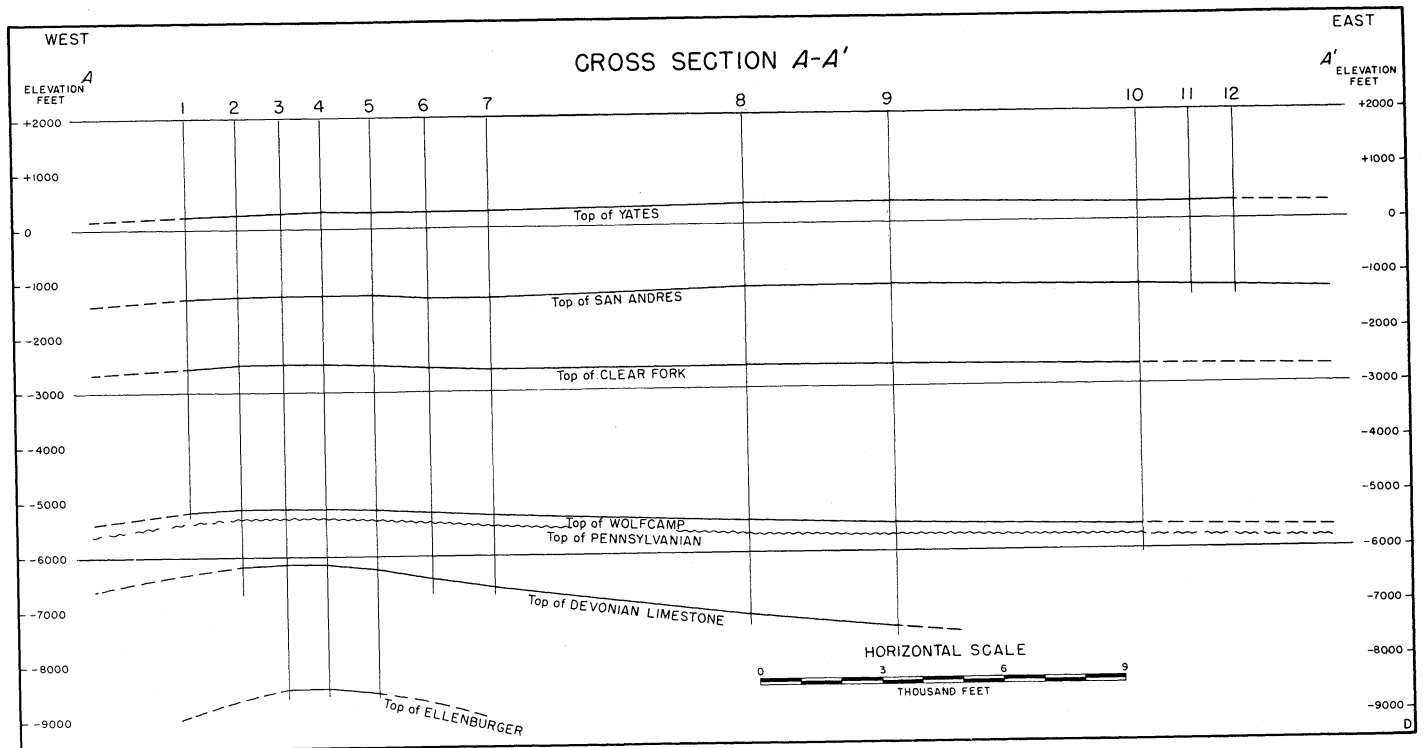 WEST
EAST
CROSS SECTION A-A'
A
A'
ELEVATION
FEET
ELEVATION
FEET
1 2 3 4 5 6 7 8 9 10 11 12
+2000
+2000
+1000
+1000
Top of YATES
0
0
-1000
-1000
Top of SAN ANDRES
-2000
-2000
Top of CLEAR FORK
-3000
-3000
-4000
-4000
-5000
-5000
Top of WOLFCAMP
Top of PENNSYLVANIAN
-6000
-6000
Top of DEVONIAN LIMESTONE
-7000
-7000
HORIZONTAL SCALE
0 3 6 9
THOUSAND FEET
-8000
-8000
Top of ELLENBURGER
-9000
-9000
D